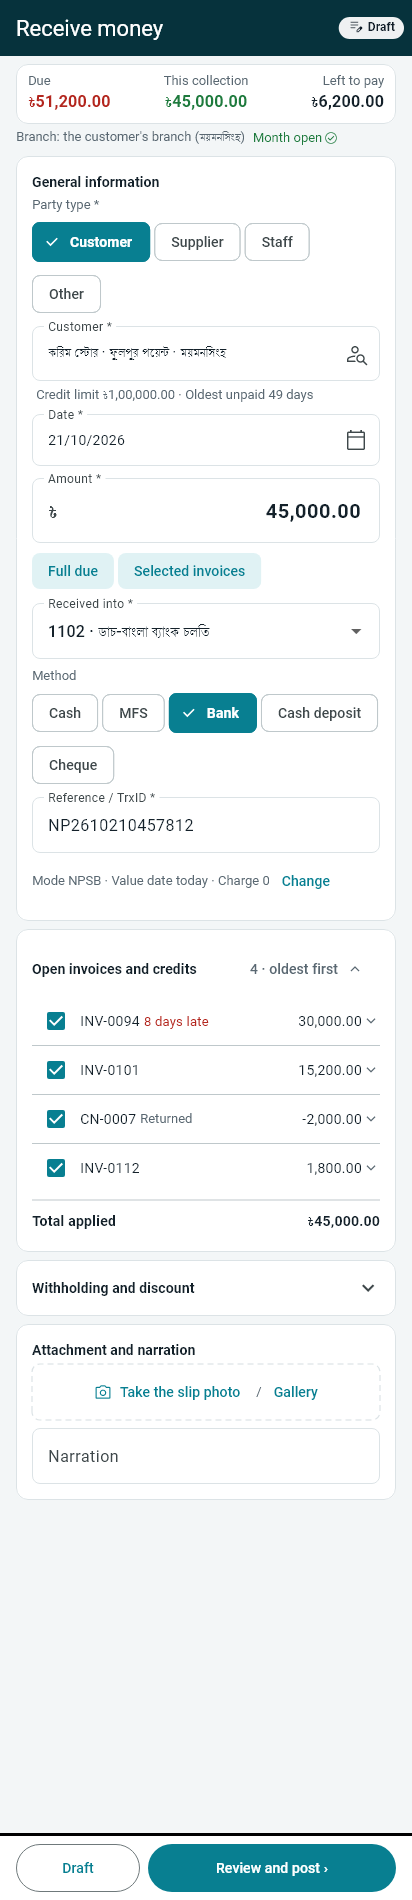 Receive money
Draft
Due This collection Left to pay
৳51,200.00 ৳45,000.00 ৳6,200.00
Branch: the customer's branch (ময়মনসিংহ) Month open
General information
Party type *
Customer Supplier Staff
Other
Customer *
করিম স্টোর · ফুলপুর পয়েন্ট · ময়মনসিংহ
Credit limit ৳1,00,000.00 · Oldest unpaid 49 days
Date *
21/10/2026
Amount *
৳ 45,000.00
Full due Selected invoices
Received into *
1102 · ডাচ-বাংলা ব্যাংক চলতি
Method
Cash MFS Bank Cash deposit
Cheque
Reference / TrxID *
NP2610210457812
Mode NPSB · Value date today · Charge 0 Change
Open invoices and credits 4 · oldest first
INV-0094 8 days late 30,000.00
INV-0101 15,200.00
CN-0007 Returned -2,000.00
INV-0112 1,800.00
Total applied ৳45,000.00
Withholding and discount
Attachment and narration
Take the slip photo / Gallery
Narration
Draft Review and post ›